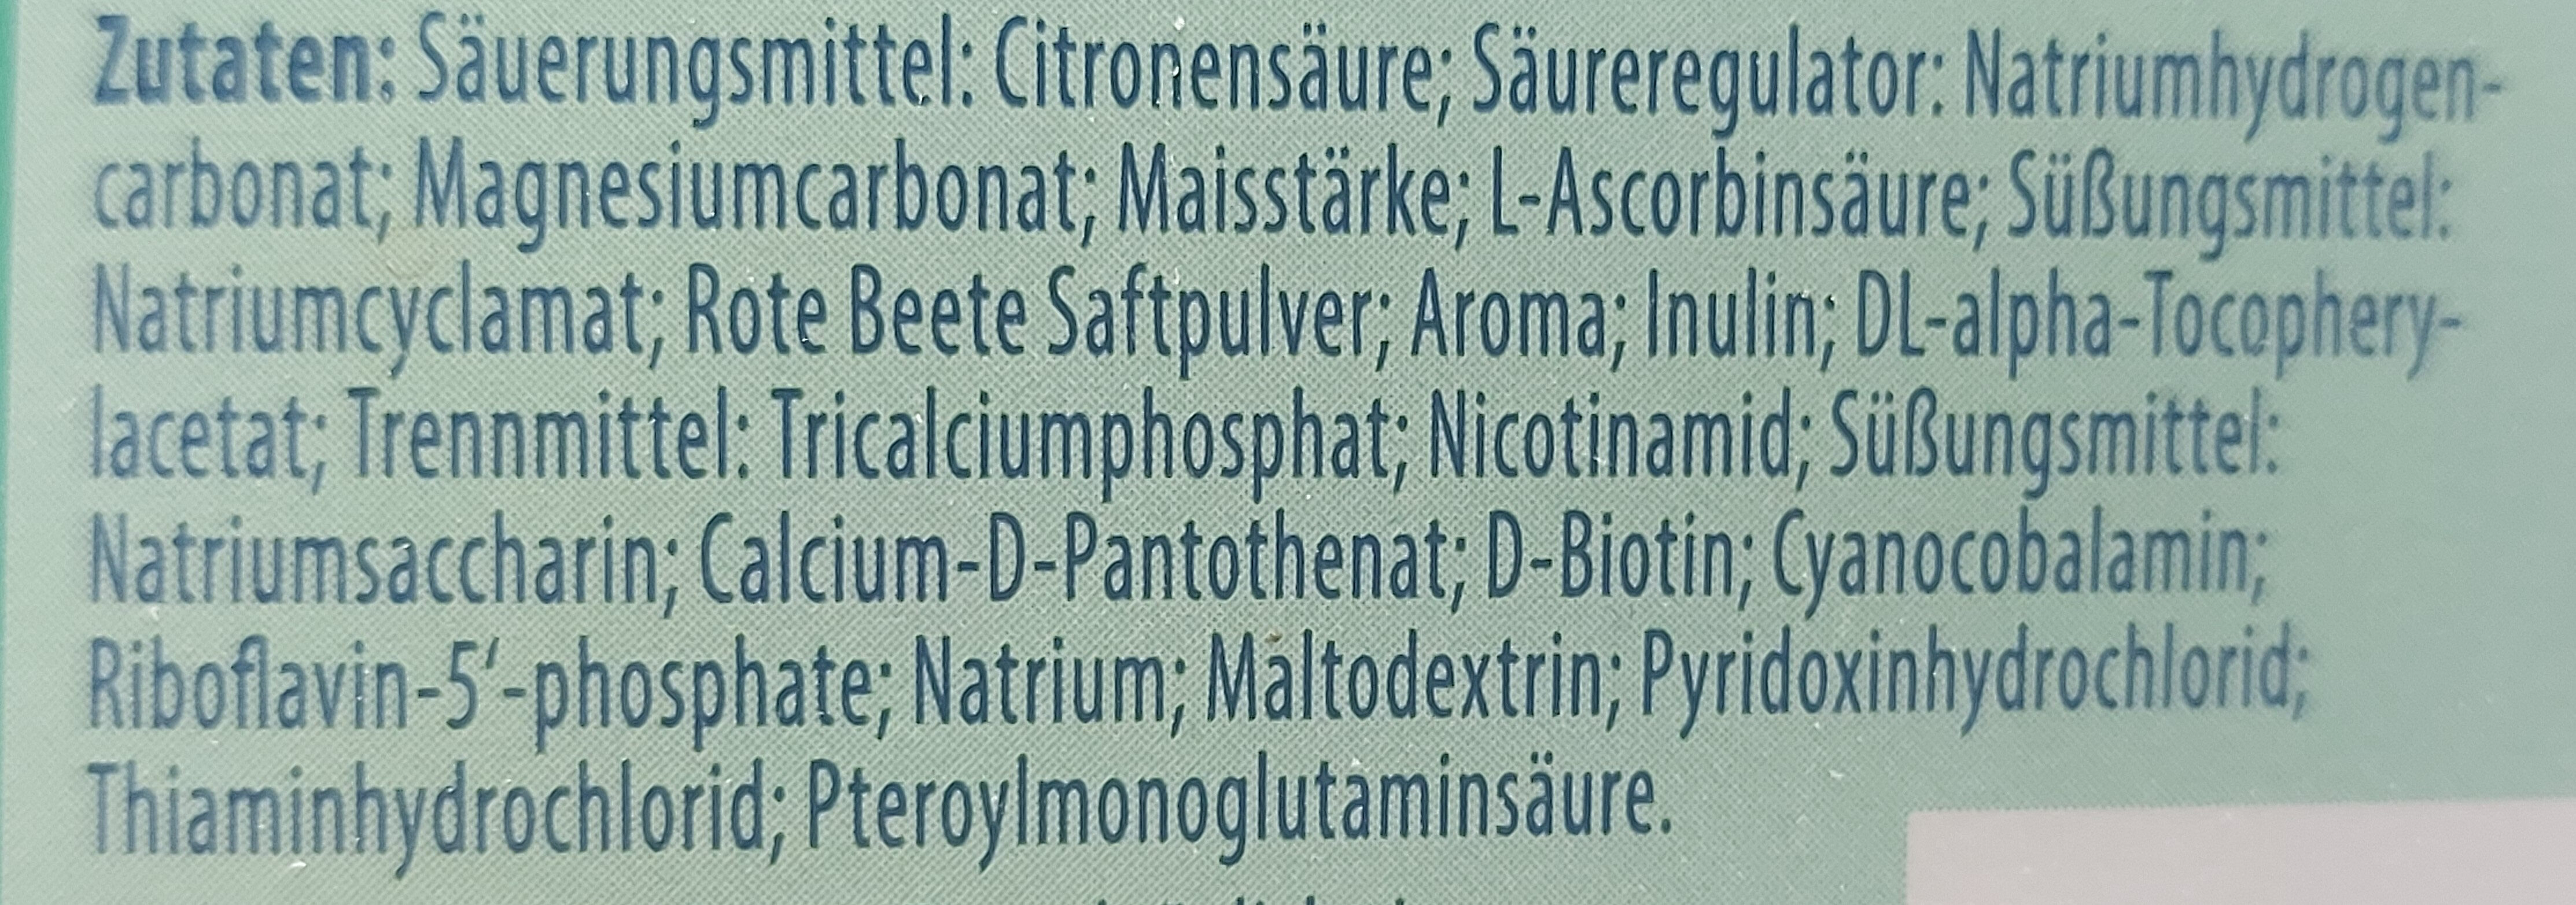 Zutaten: Säuerungsmittel: Citronensäure; Säureregulator: Natriumhydrogen-
carbonat; Magnesiumcarbonat; Maisstärke; L-Ascorbinsäure; Süßungsmittel:
Natriumcyclamat; Rote Beete Saftpulver; Aroma; Inulin; DL-alpha-Tocophery-
lacetat; Trennmittel: Tricalciumphosphat; Nicotinamid; Süßungsmittel:
Natriumsaccharin; Calcium-D-Pantothenat; D-Biotin; Cyanocobalamin;
Riboflavin-5‘-phosphate; Natrium; Maltodextrin; Pyridoxinhydrochlorid;
Thiaminhydrochlorid; Pteroylmonoglutaminsäure.